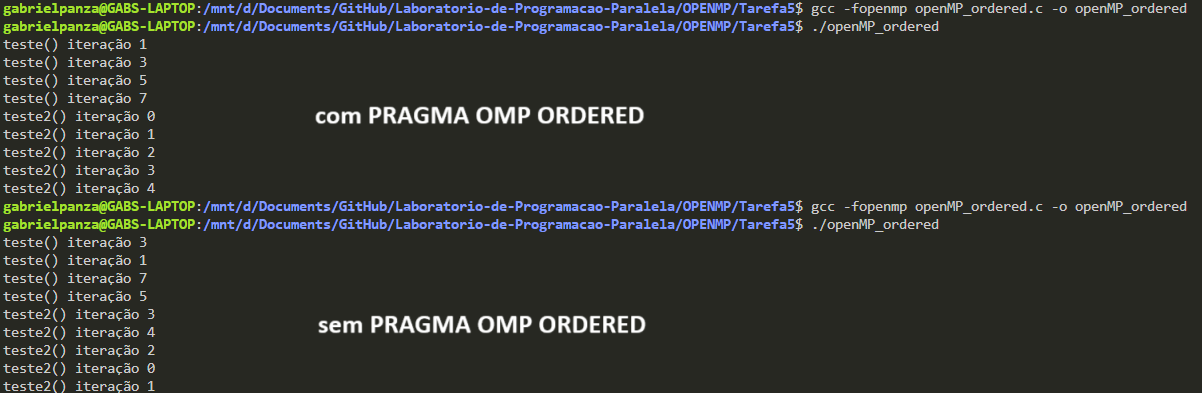 gabrielpanza@GABS-LAPTOP:/mnt/d/Documents/GitHub/Laboratorio-de-Programacao-Paralela/OPENMP/Tarefa5$ gcc -fopenmp openMP_ordered.c -o openMP_ordered
gabrielpanza@GABS-LAPTOP:/mnt/d/Documents/GitHub/Laboratorio-de-Programacao-Paralela/OPENMP/Tarefa5$ ./openMP_ordered
teste() iteração 1
teste() iteração 3
teste() iteração 5
teste() iteração 7
teste2() iteração 0
com PRAGMA OMP ORDERED
teste2() iteração 1
teste2() iteração 2
teste2() iteração 3
teste2() iteração 4
gabrielpanza@GABS-LAPTOP:/mnt/d/Documents/GitHub/Laboratorio-de-Programacao-Paralela/OPENMP/Tarefa5$ gcc -fopenmp openMP_ordered.c -o openMP_ordered
gabrielpanza@GABS-LAPTOP:/mnt/d/Documents/GitHub/Laboratorio-de-Programacao-Paralela/OPENMP/Tarefa5$ ./openMP_ordered
teste() iteração 3
teste() iteração 1
teste() iteração 7
teste() iteração 5
teste2() iteração 3
sem PRAGMA OMP ORDERED
teste2() iteração 4
teste2() iteração 2
teste2() iteração 0
teste2() iteração 1